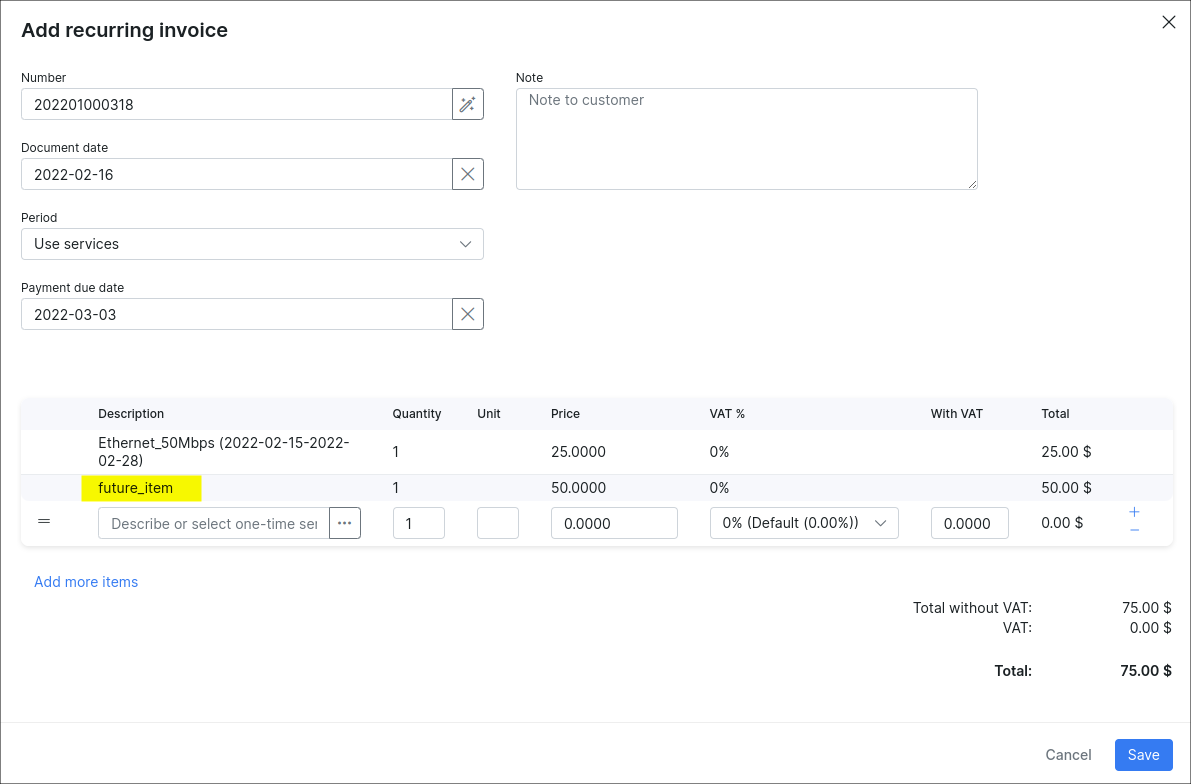 Add recurring invoice
Number
202201000318
Document date
2022-02-16
Period
Use services
Payment due date
2022-03-03
Note
Note to customer
Description Quantity Unit Price VAT % With VAT Total
Ethernet_50Mbps (2022-02-15-2022-
02-28) 1 25.0000 0% 25.00 $
future_item 1 50.0000 0% 50.00 $
Describe or select one-time ser ... 1 0.0000 0% (Default (0.00%)) 0.0000 0.00 $
Add more items
Total without VAT: 75.00 $
VAT: 0.00 $
Total: 75.00 $
Cancel Save